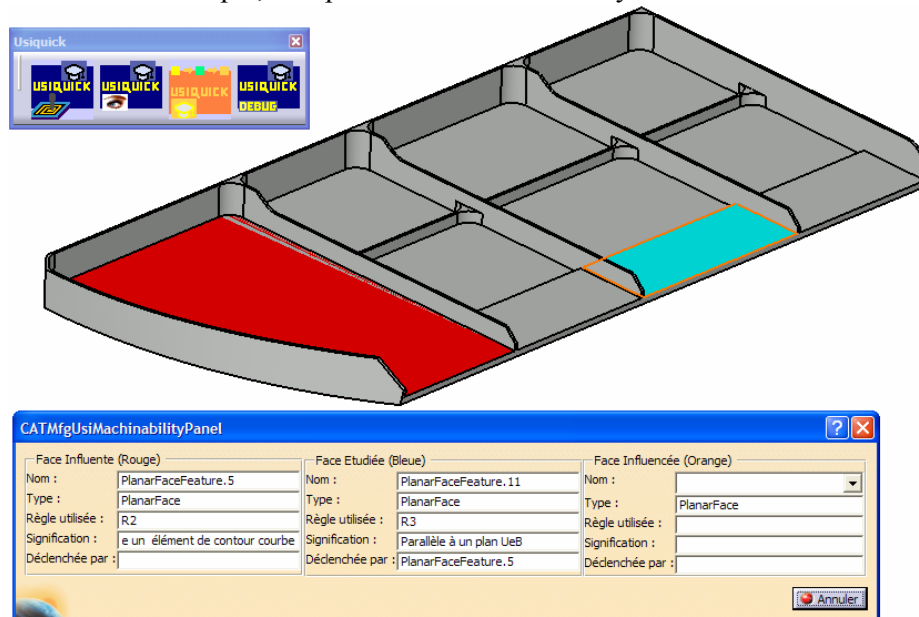 Usiquick
USIQUICK USIQUICK USIQUICK USIQUICK
DEBUG
CATMfgUsiMachinabilityPanel
Face Influente (Rouge) Face Etudiée (Bleue) Face Influencée (Orange)
Nom : PlanarFaceFeature.5 Nom : PlanarFaceFeature.11 Nom :
Type : PlanarFace Type : PlanarFace Type : PlanarFace
Règle utilisée : R2 Règle utilisée : R3 Règle utilisée :
Signification : e un élément de contour courbe Signification : Parallèle à un plan UeB Signification :
Déclenchée par : Déclenchée par : PlanarFaceFeature.5 Déclenchée par :
Annuler